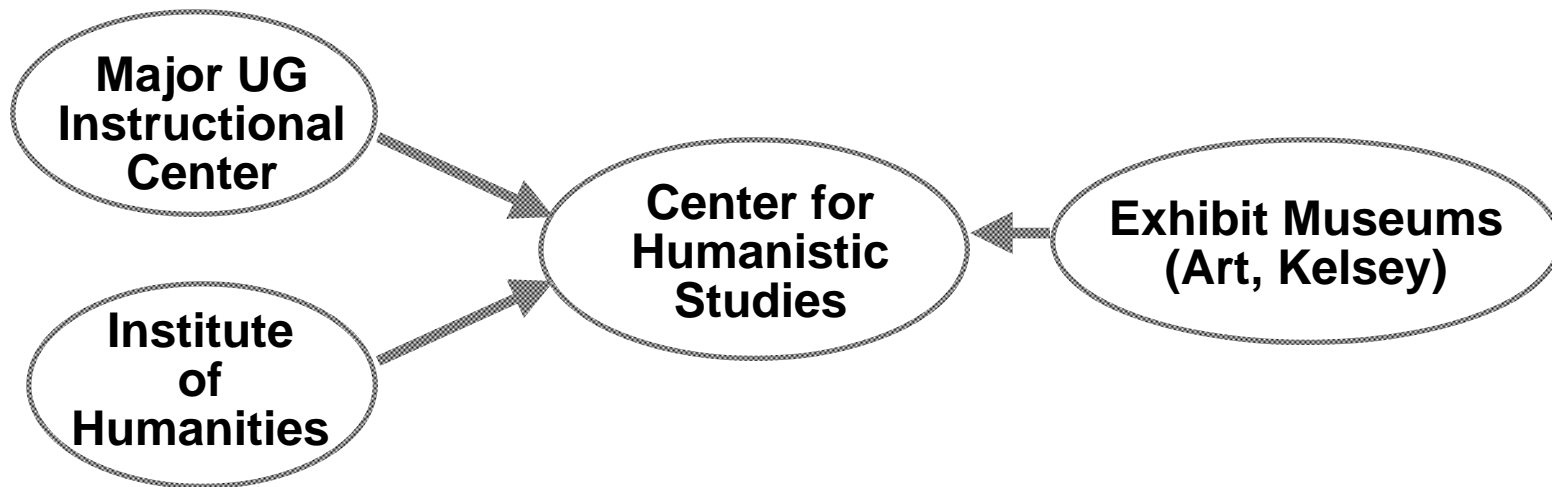 Major UG
Instructional
Center
Institute
of
Humanities
Center for
Humanistic
Studies
Exhibit Museums
(Art, Kelsey)